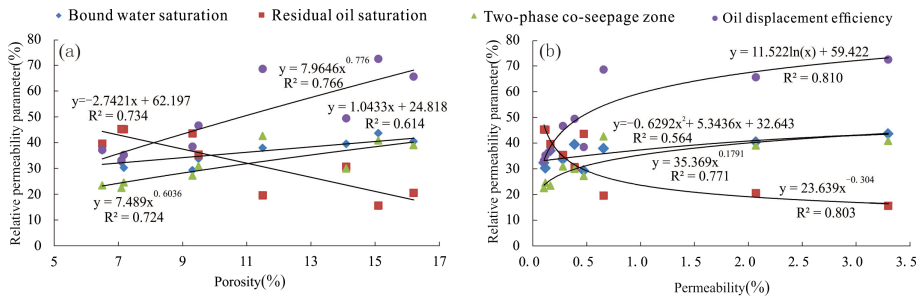 Bound water saturation
Residual oil saturation
Two-phase co-seepage zone
Oil displacement efficiency
(a)
Relative permeability parameter(%)
80
70
60
50
40
30
20
10
0
y = 7.9646x^0.776
R² = 0.766
y=−2.7421x + 62.197
R² = 0.734
y = 1.0433x + 24.818
R² = 0.614
y = 7.489x^0.6036
R² = 0.724
5 7 9 11 13 15 17
Porosity(%)
(b)
Relative permeability parameter(%)
80
70
60
50
40
30
20
10
0
y = 11.522ln(x) + 59.422
R² = 0.810
y=−0.6292x² + 5.3436x + 32.643
R² = 0.564
y = 35.369x^0.1791
R² = 0.771
y = 23.639x^−0.304
R² = 0.803
0.0 0.5 1.0 1.5 2.0 2.5 3.0 3.5
Permeability(%)